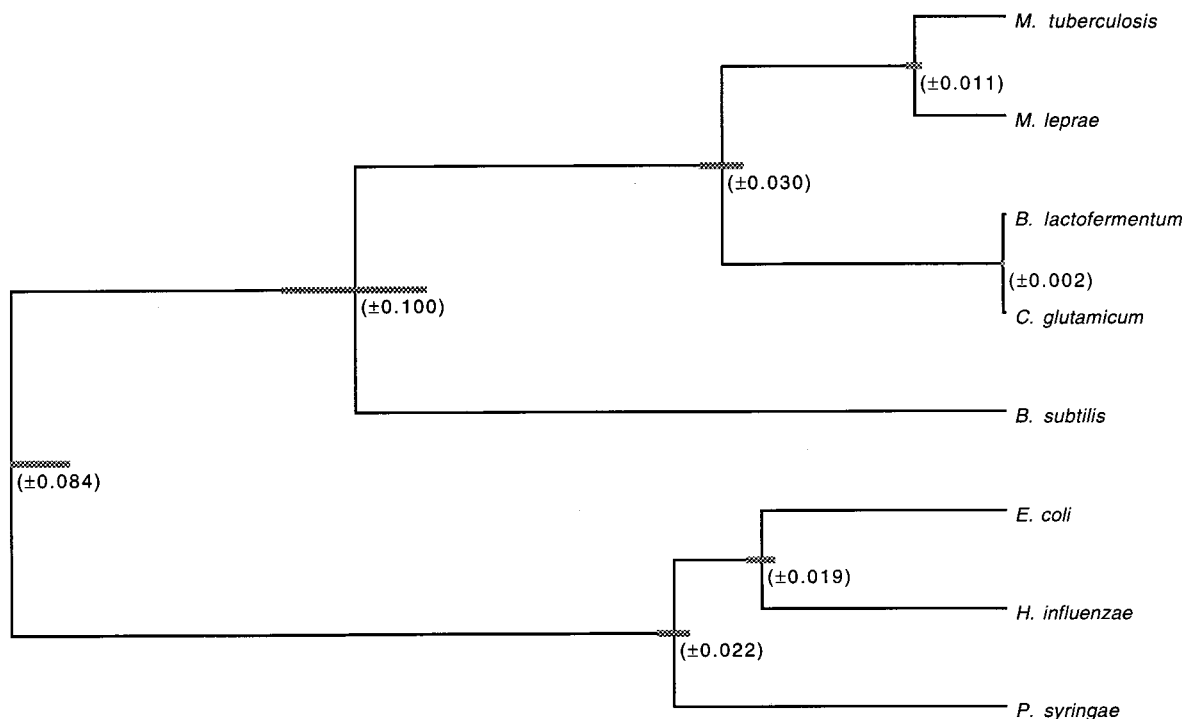 M. tuberculosis
(±0.011)
M. leprae
(±0.030)
B. lactofermentum
(±0.002)
(±0.100)
C. glutamicum
B. subtilis
(±0.084)
E. coli
(±0.019)
H. influenzae
(±0.022)
P. syringae